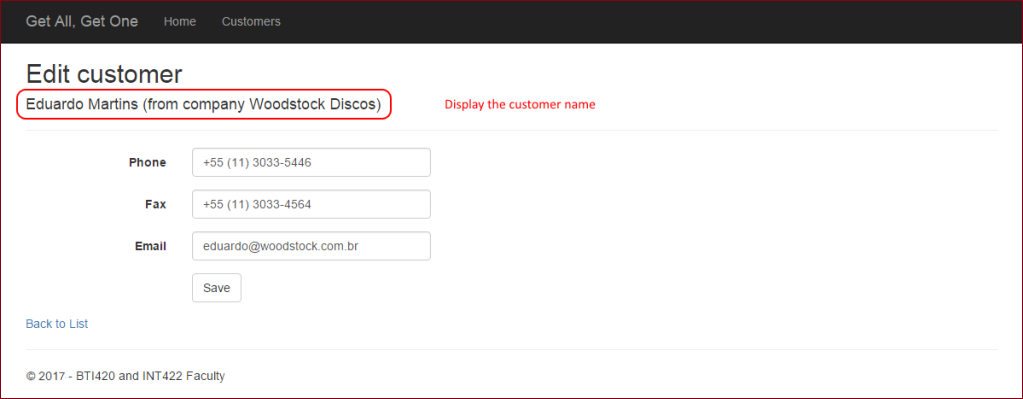 Get All, Get One Home Customers
Edit customer
Eduardo Martins (from company Woodstock Discos) Display the customer name
Phone +55 (11) 3033-5446
Fax +55 (11) 3033-4564
Email eduardo@woodstock.com.br
Save
Back to List
© 2017 - BTI420 and INT422 Faculty